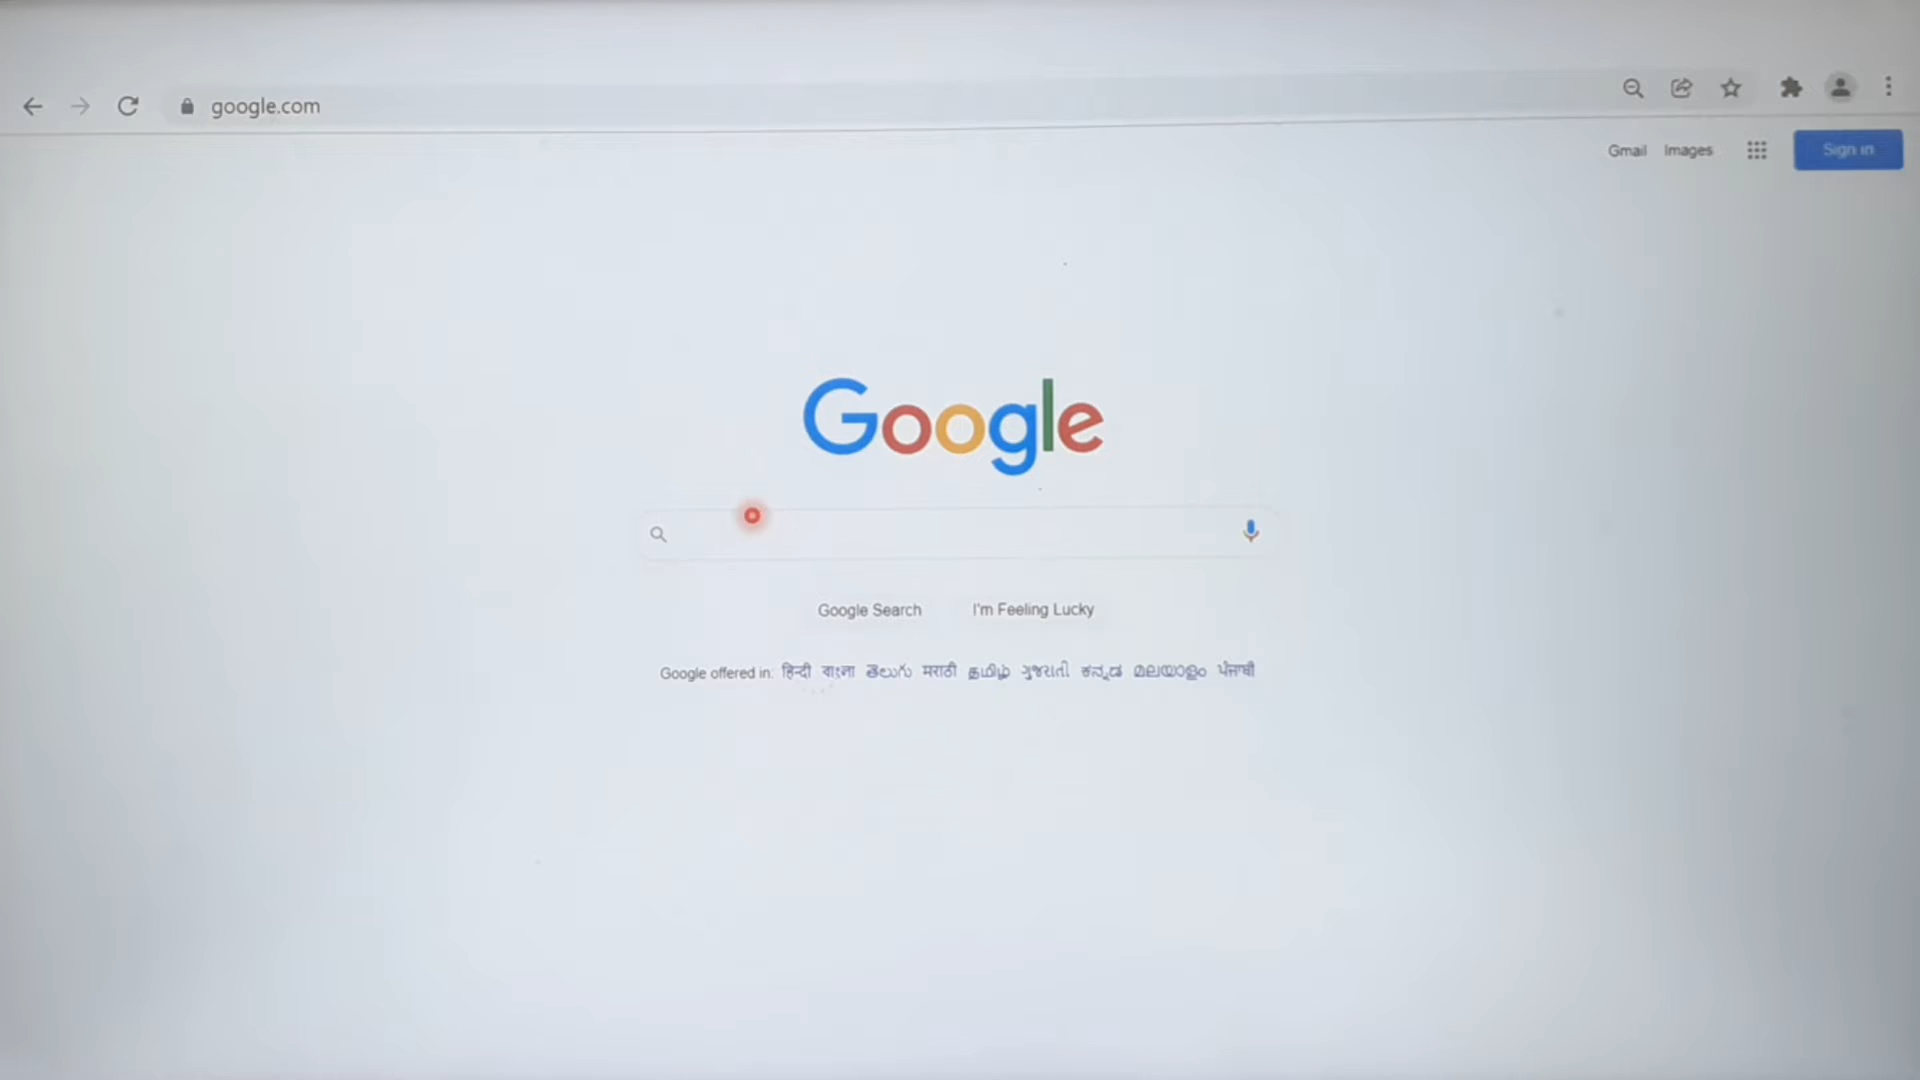 google.com
Gmail Images
Sign in
Google
Google Search I'm Feeling Lucky
Google offered in: हिन्दी বাংলা తెలుగు मराठी தமிழ் ગુજરાતી ಕನ್ನಡ മലയാളം ਪੰਜਾਬੀ